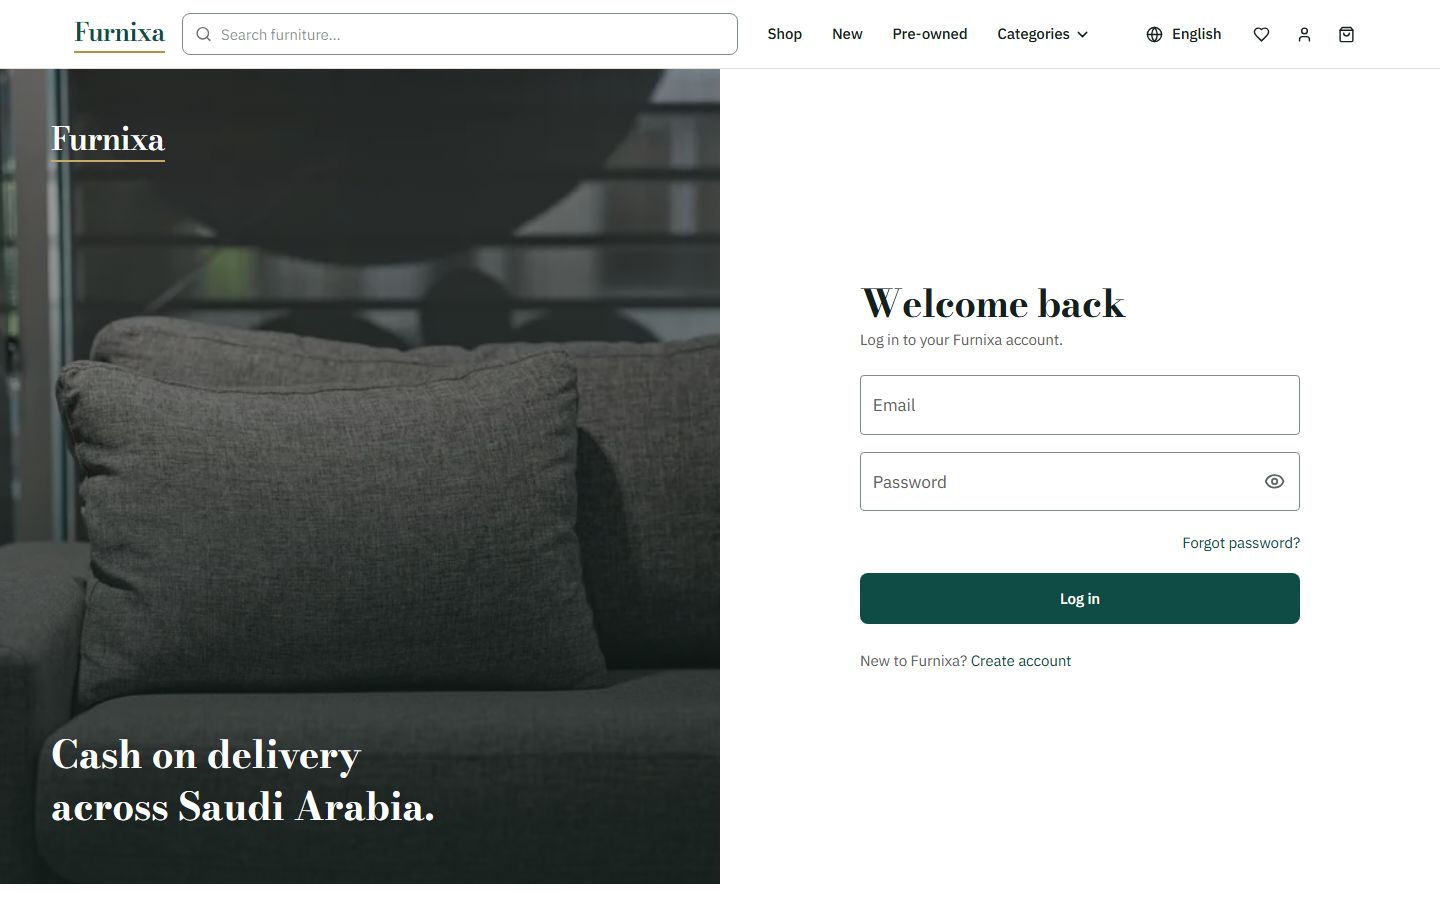 Furnixa
Search furniture...
Shop
New
Pre-owned
Categories
English
Furnixa
Cash on delivery
across Saudi Arabia.
Welcome back
Log in to your Furnixa account.
Email
Password
Forgot password?
Log in
New to Furnixa? Create account